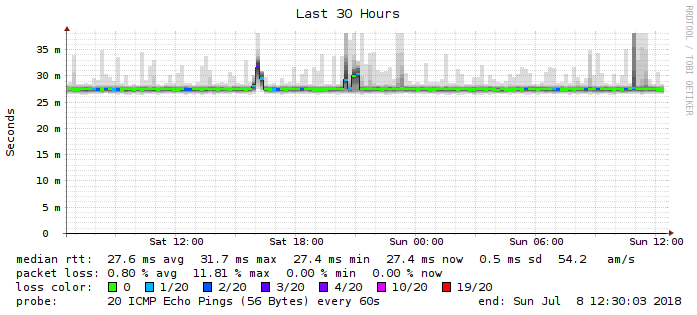 Last 30 Hours
RRDTOOL / TOBI OETIKER
Seconds
35 m
30 m
25 m
20 m
15 m
10 m
5 m
0
Sat 12:00 Sat 18:00 Sun 00:00 Sun 06:00 Sun 12:00
median rtt: 27.6 ms avg 31.7 ms max 27.4 ms min 27.4 ms now 0.5 ms sd 54.2 am/s
packet loss: 0.80 % avg 11.81 % max 0.00 % min 0.00 % now
loss color: 0 1/20 2/20 3/20 4/20 10/20 19/20
probe: 20 ICMP Echo Pings (56 Bytes) every 60s end: Sun Jul 8 12:30:03 2018